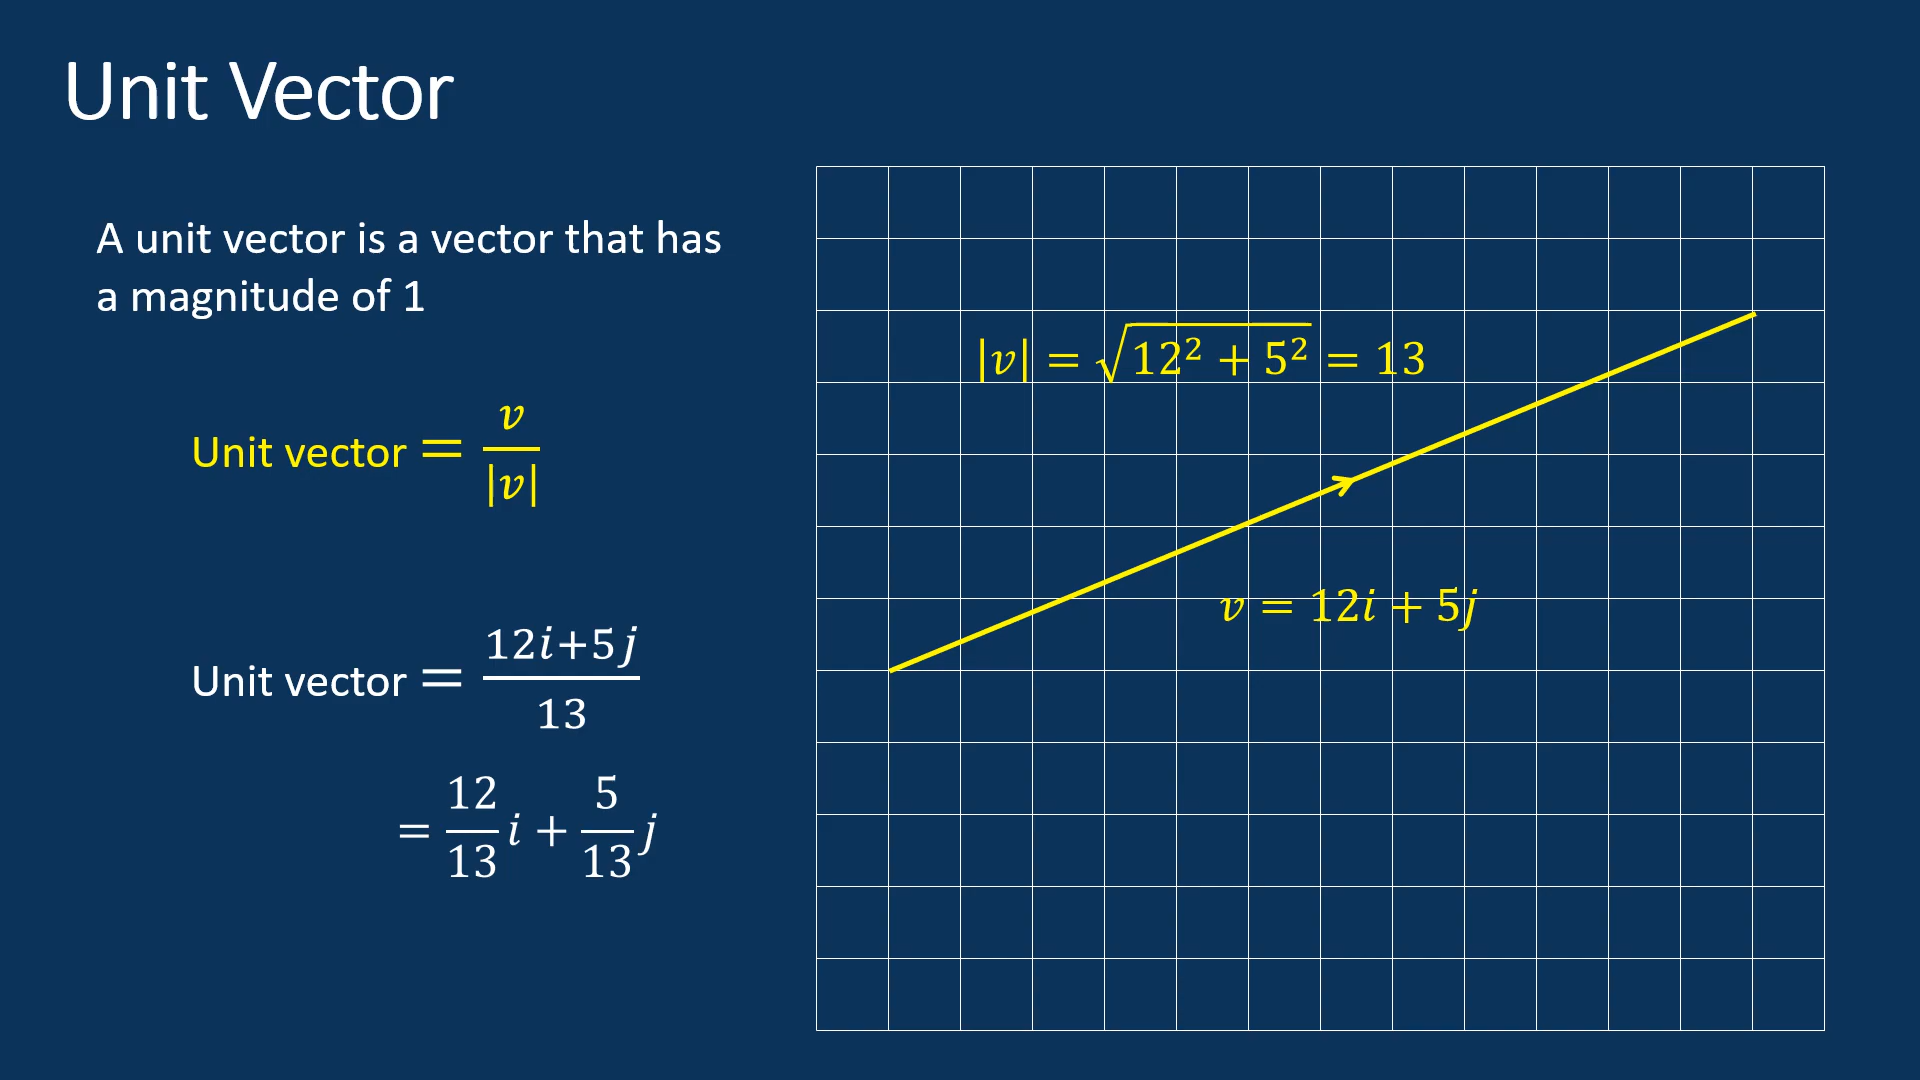 Unit Vector
A unit vector is a vector that has
a magnitude of 1
Unit vector = v/|v|
Unit vector = 12i+5j/13
= 12/13 i + 5/13 j
|v| = √12² + 5² = 13
v = 12i + 5j